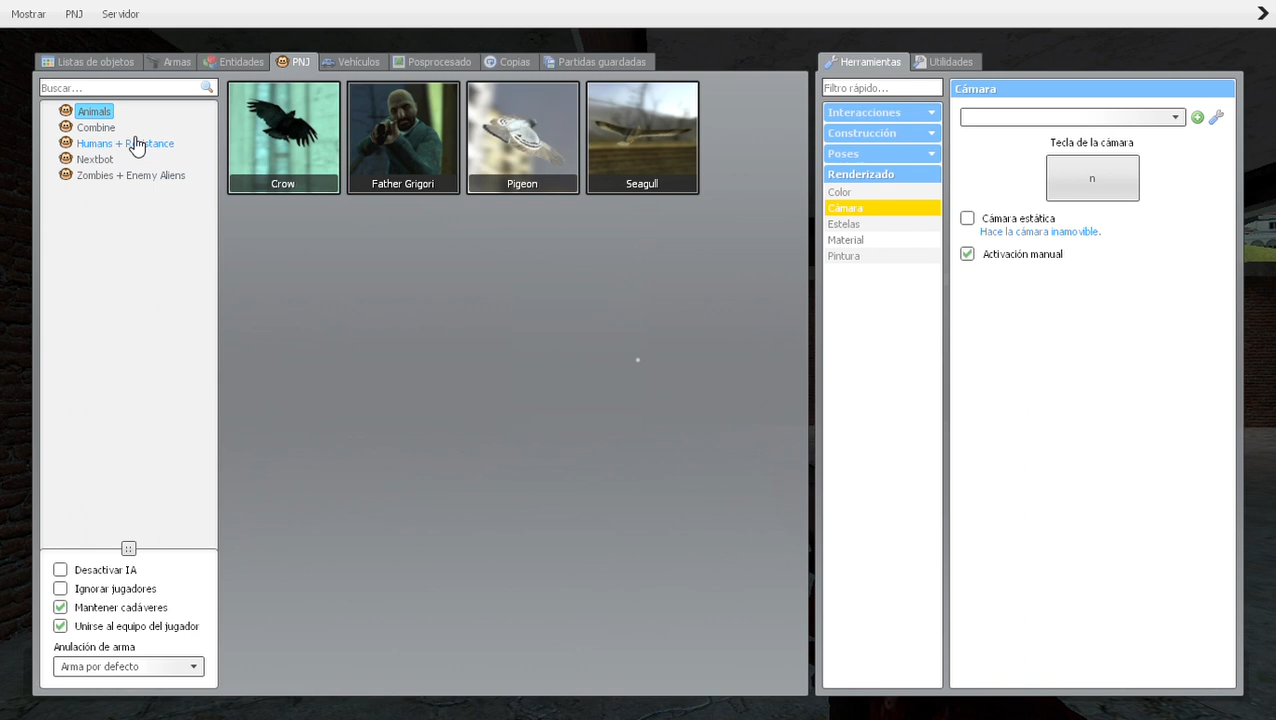 Mostrar PNJ Servidor
Listas de objetos Armas Entidades PNJ Vehículos Posprocesado Copias Partidas guardadas
Herramientas Utilidades
Buscar...
Animals
Combine
Humans + R stance
Nextbot
Zombies + Enemy Aliens
Crow
Father Grigori
Pigeon
Seagull
Desactivar IA
Ignorar jugadores
Mantener cadáveres
Unirse al equipo del jugador
Anulación de arma
Arma por defecto
Filtro rápido...
Interacciones
Construcción
Poses
Renderizado
Color
Cámara
Estelas
Material
Pintura
Cámara
Tecla de la cámara
n
Cámara estática
Hace la cámara inamovible.
Activación manual